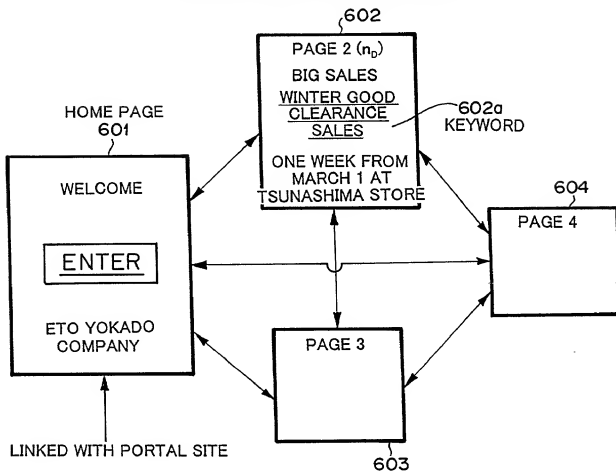 602
PAGE 2 (nD)
BIG SALES
WINTER GOOD
CLEARANCE
SALES
602a
KEYWORD
ONE WEEK FROM
MARCH 1 AT
TSUNASHIMA STORE
HOME PAGE
601
WELCOME
ENTER
ETO YOKADO
COMPANY
LINKED WITH PORTAL SITE
604
PAGE 4
PAGE 3
603